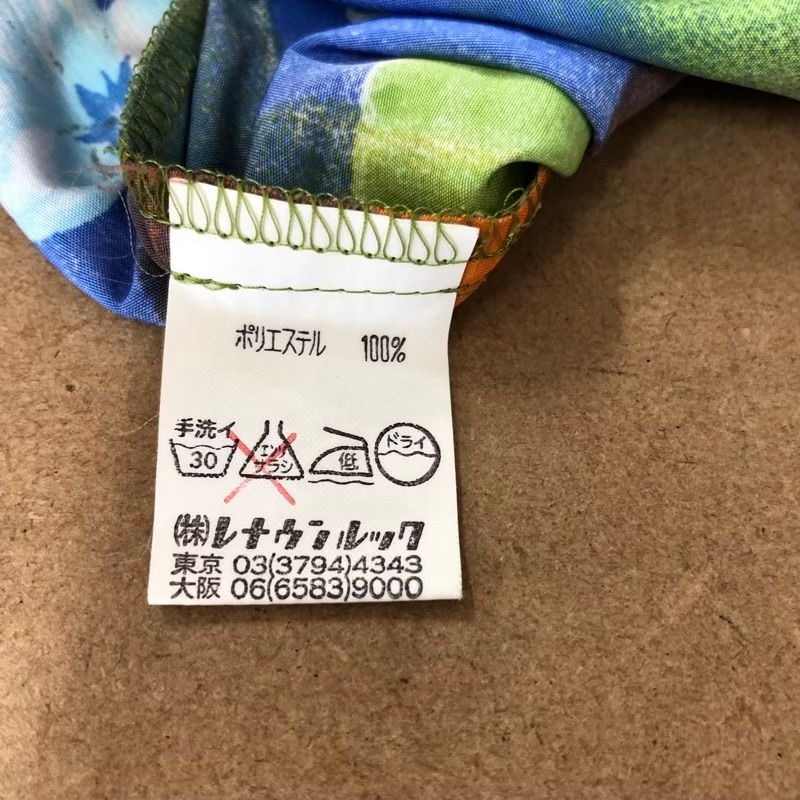 ポリエステル 100%
手洗イ
30 エンソ サラシ 低 ドライ
(株)レナウンルック
東京 03(3794)4343
大阪 06(6583)9000